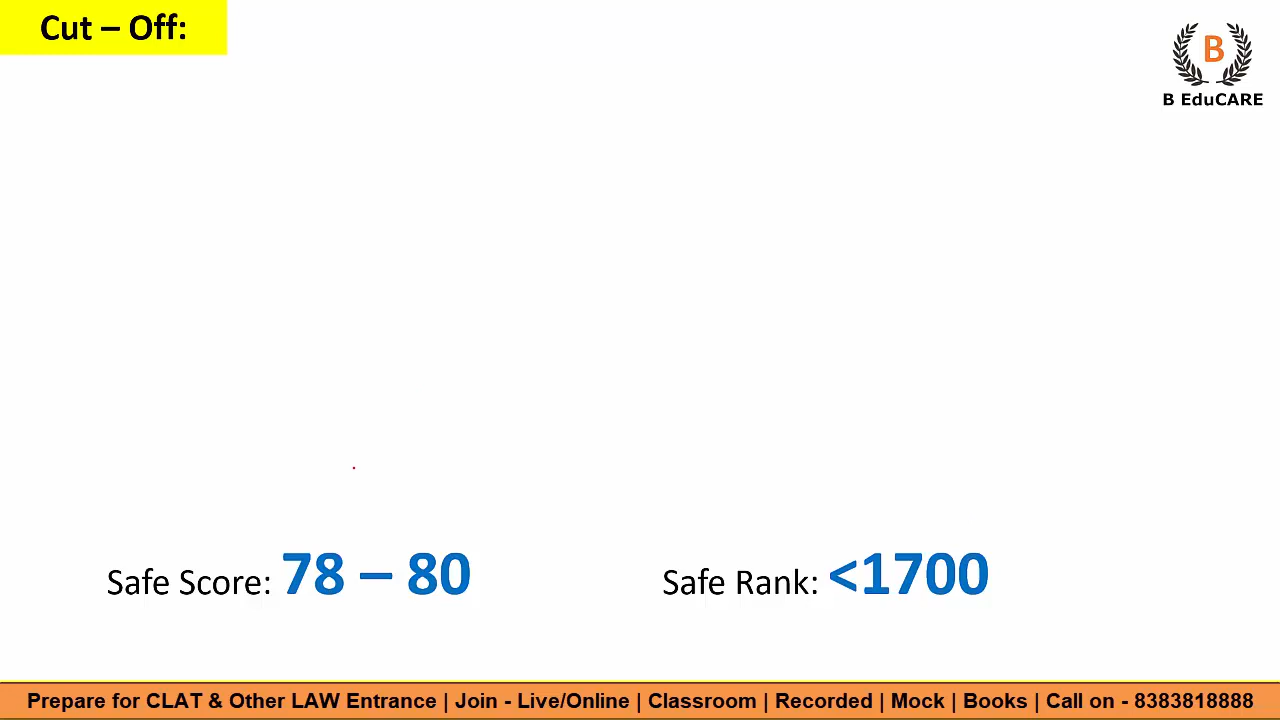 Cut – Off:
B
B EduCARE
Safe Score: 78 – 80
Safe Rank: <1700
Prepare for CLAT & Other LAW Entrance | Join - Live/Online | Classroom | Recorded | Mock | Books | Call on - 8383818888